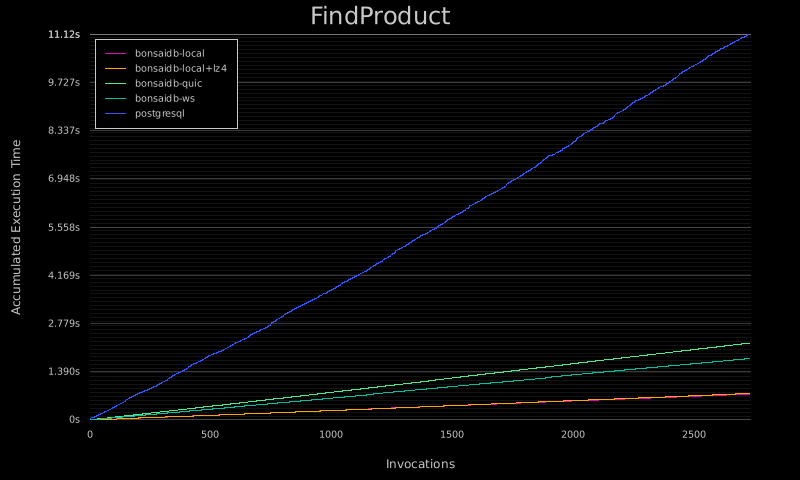 FindProduct
11.12s
9.727s
8.337s
6.948s
5.558s
4.169s
2.779s
1.390s
0s
Accumulated Execution Time
bonsaidb-local
bonsaidb-local+lz4
bonsaidb-quic
bonsaidb-ws
postgresql
0
500
1000
1500
2000
2500
Invocations